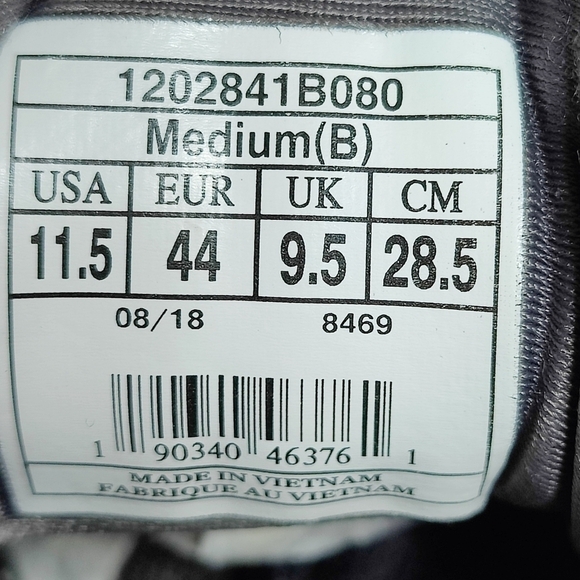 1202841B080
Medium(B)
USA EUR UK CM
11.5 44 9.5 28.5
08/18 8469
1 90340 46376 1
MADE IN VIETNAM
FABRIQUE AU VIETNAM